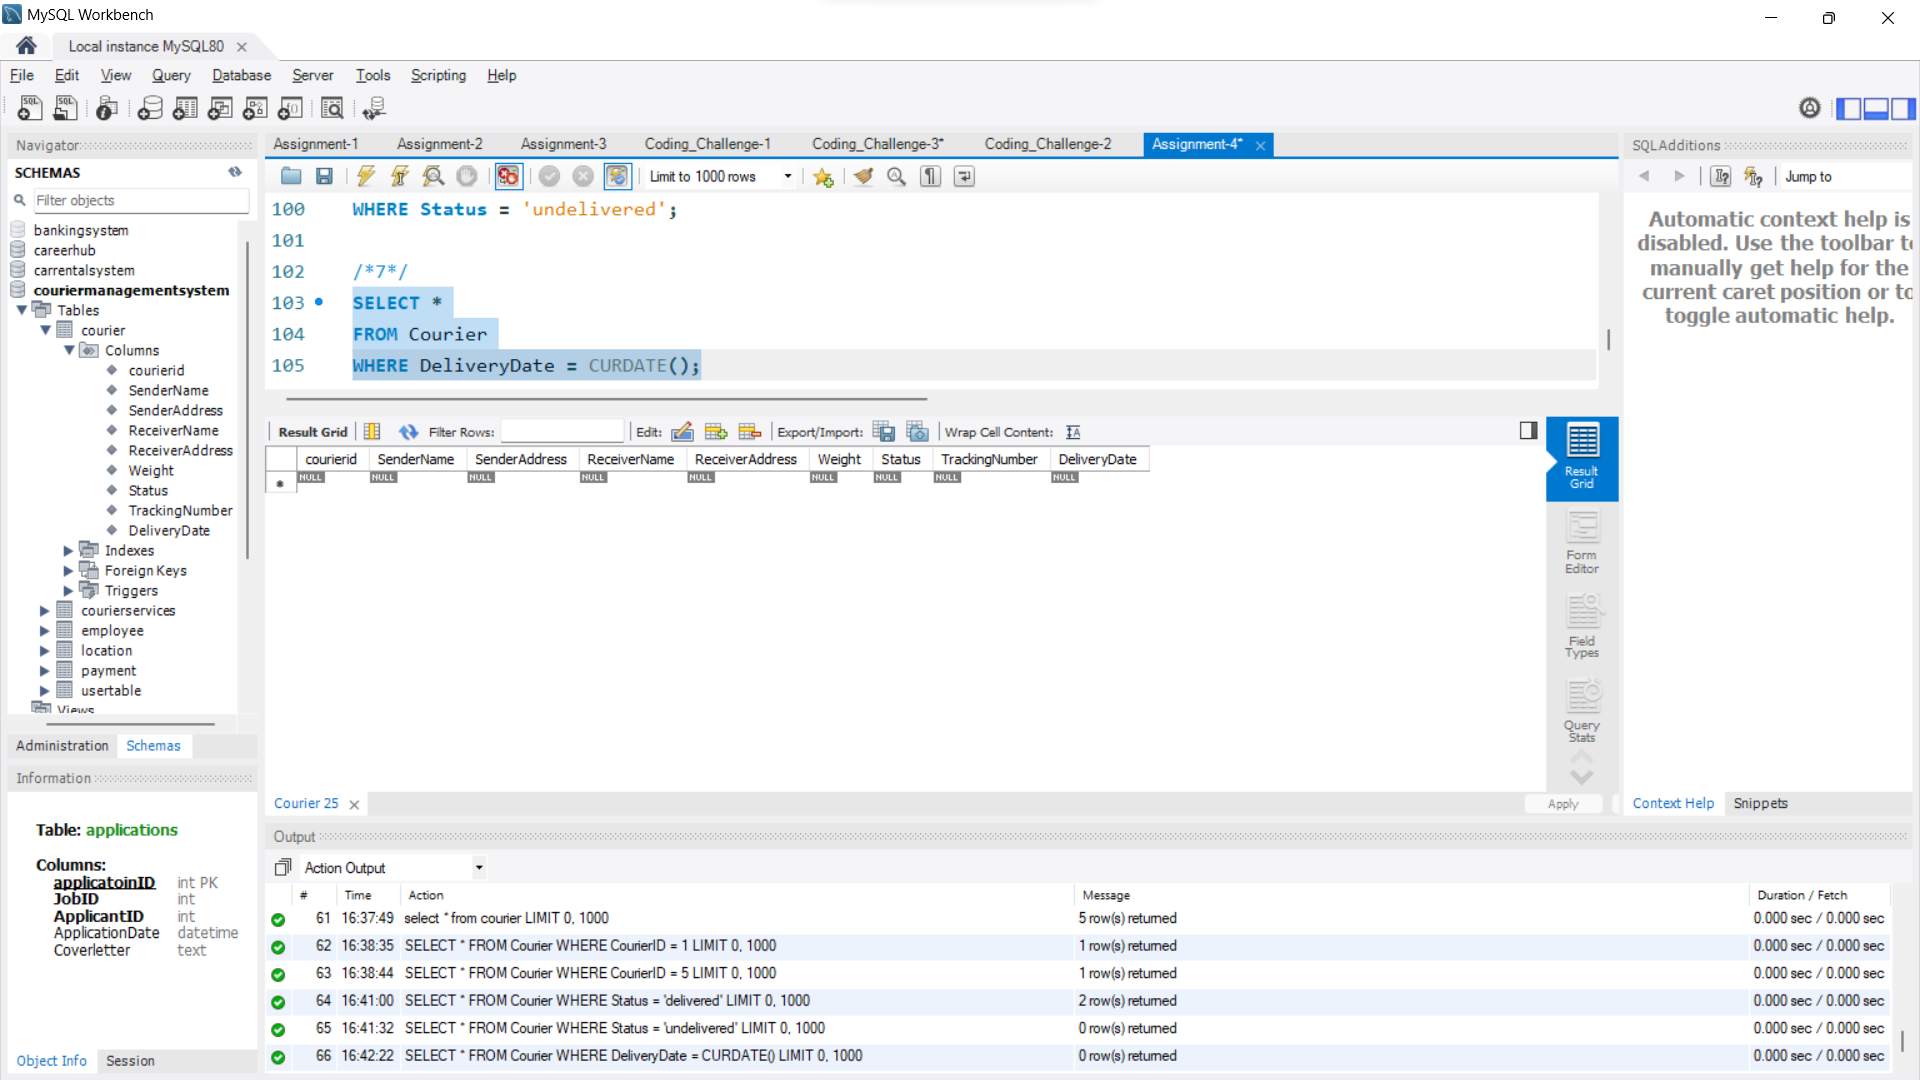 MySQL Workbench
Local instance MySQL80
File Edit View Query Database Server Tools Scripting Help
Navigator
SCHEMAS
Filter objects
bankingsystem
careerhub
carrentalsystem
couriermanagementsystem
Tables
courier
Columns
courierid
SenderName
SenderAddress
ReceiverName
ReceiverAddress
Weight
Status
TrackingNumber
DeliveryDate
Indexes
Foreign Keys
Triggers
courierservices
employee
location
payment
usertable
Views
Administration Schemas
Information
Table: applications
Columns:
applicatoinID int PK
JobID int
ApplicantID int
ApplicationDate datetime
Coverletter text
Object Info Session
Assignment-1 Assignment-2 Assignment-3 Coding_Challenge-1 Coding_Challenge-3* Coding_Challenge-2 Assignment-4*
Limit to 1000 rows
100 WHERE Status = 'undelivered';
101
102 /*7*/
103 SELECT *
104 FROM Courier
105 WHERE DeliveryDate = CURDATE();
Result Grid Filter Rows: Edit: Export/Import: Wrap Cell Content:
courierid SenderName SenderAddress ReceiverName ReceiverAddress Weight Status TrackingNumber DeliveryDate
NULL NULL NULL NULL NULL NULL NULL NULL NULL
Result
Grid
Form
Editor
Field
Types
Query
Stats
Courier 25
Apply
SQLAdditions
Jump to
Automatic context help is
disabled. Use the toolbar t
manually get help for the
current caret position or to
toggle automatic help.
Context Help Snippets
Output
Action Output
# Time Action Message Duration / Fetch
61 16:37:49 select * from courier LIMIT 0, 1000 5 row(s) returned 0.000 sec / 0.000 sec
62 16:38:35 SELECT * FROM Courier WHERE CourierID = 1 LIMIT 0, 1000 1 row(s) returned 0.000 sec / 0.000 sec
63 16:38:44 SELECT * FROM Courier WHERE CourierID = 5 LIMIT 0, 1000 1 row(s) returned 0.000 sec / 0.000 sec
64 16:41:00 SELECT * FROM Courier WHERE Status = 'delivered' LIMIT 0, 1000 2 row(s) returned 0.000 sec / 0.000 sec
65 16:41:32 SELECT * FROM Courier WHERE Status = 'undelivered' LIMIT 0, 1000 0 row(s) returned 0.000 sec / 0.000 sec
66 16:42:22 SELECT * FROM Courier WHERE DeliveryDate = CURDATE() LIMIT 0, 1000 0 row(s) returned 0.000 sec / 0.000 sec